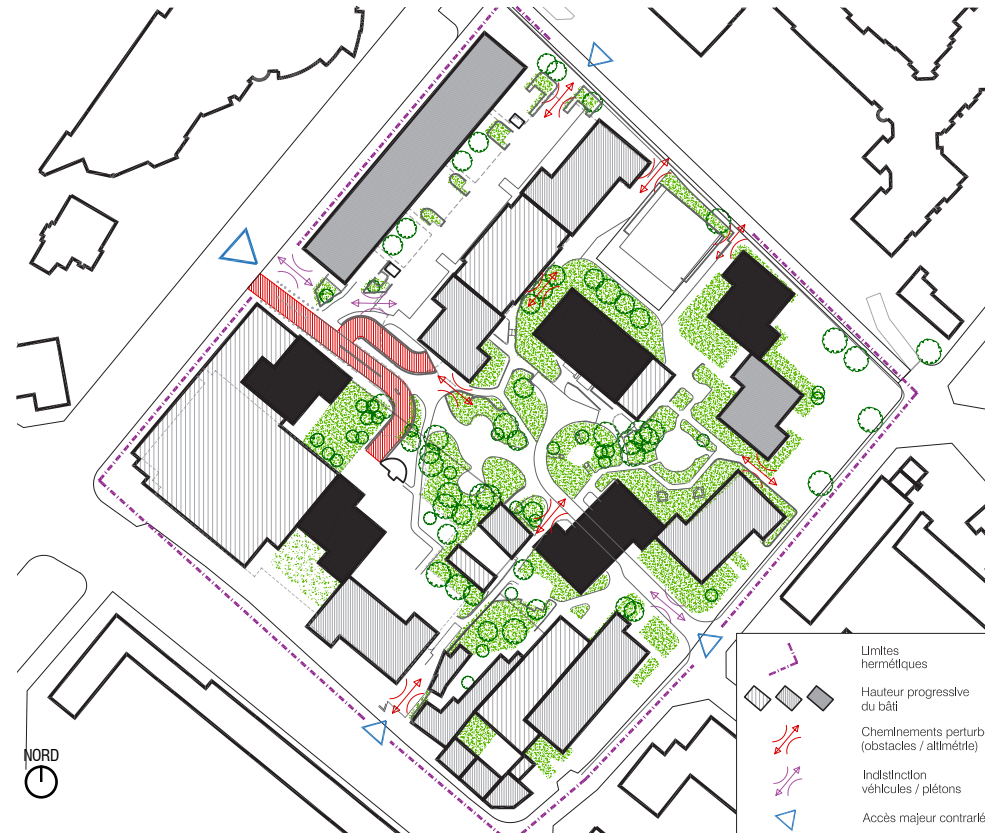 NORD
Limites
hermétiques
Hauteur progressive
du bâti
Cheminements perturb
(obstacles / altimétrie)
Indistinction
véhicules / piétons
Accès majeur contrarié